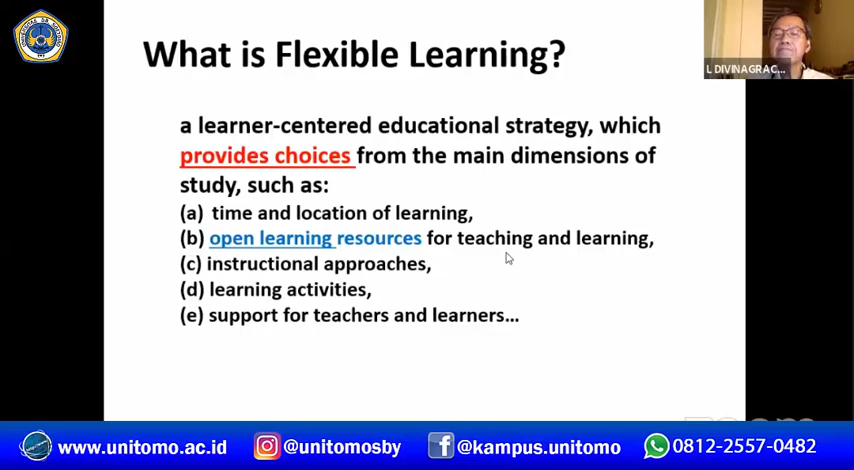 What is Flexible Learning?
L DIVINAGRAC...
a learner-centered educational strategy, which
provides choices from the main dimensions of
study, such as:
(a) time and location of learning,
(b) open learning resources for teaching and learning,
(c) instructional approaches,
(d) learning activities,
(e) support for teachers and learners...
www.unitomo.ac.id @unitomosby @kampus.unitomo 0812-2557-0482